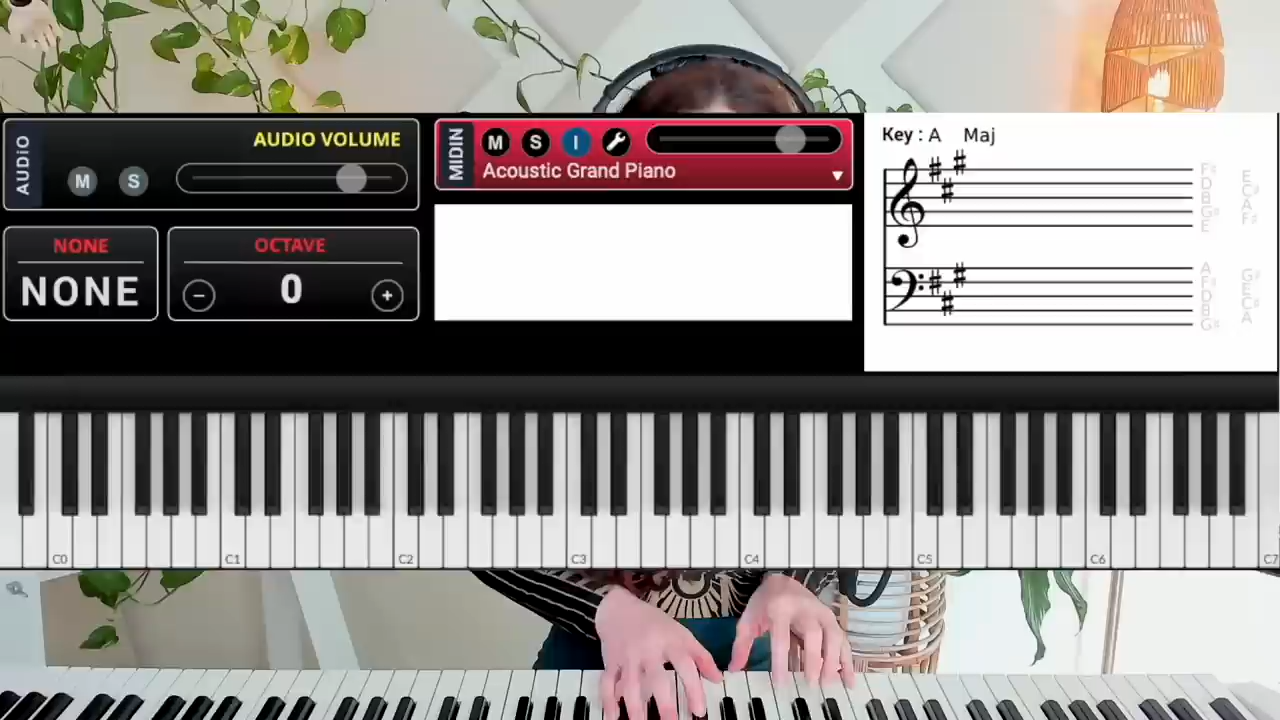 AUDiO
AUDIO VOLUME
M S
NONE
NONE
OCTAVE
0
MIDIN
M S I
Acoustic Grand Piano
Key : A Maj
F♯
D
B
G♯
E
E
C♯
A
F♯
A
F♯
D
B
G♯
G♯
E
C♯
A
C0 C1 C2 C3 C4 C5 C6 C7